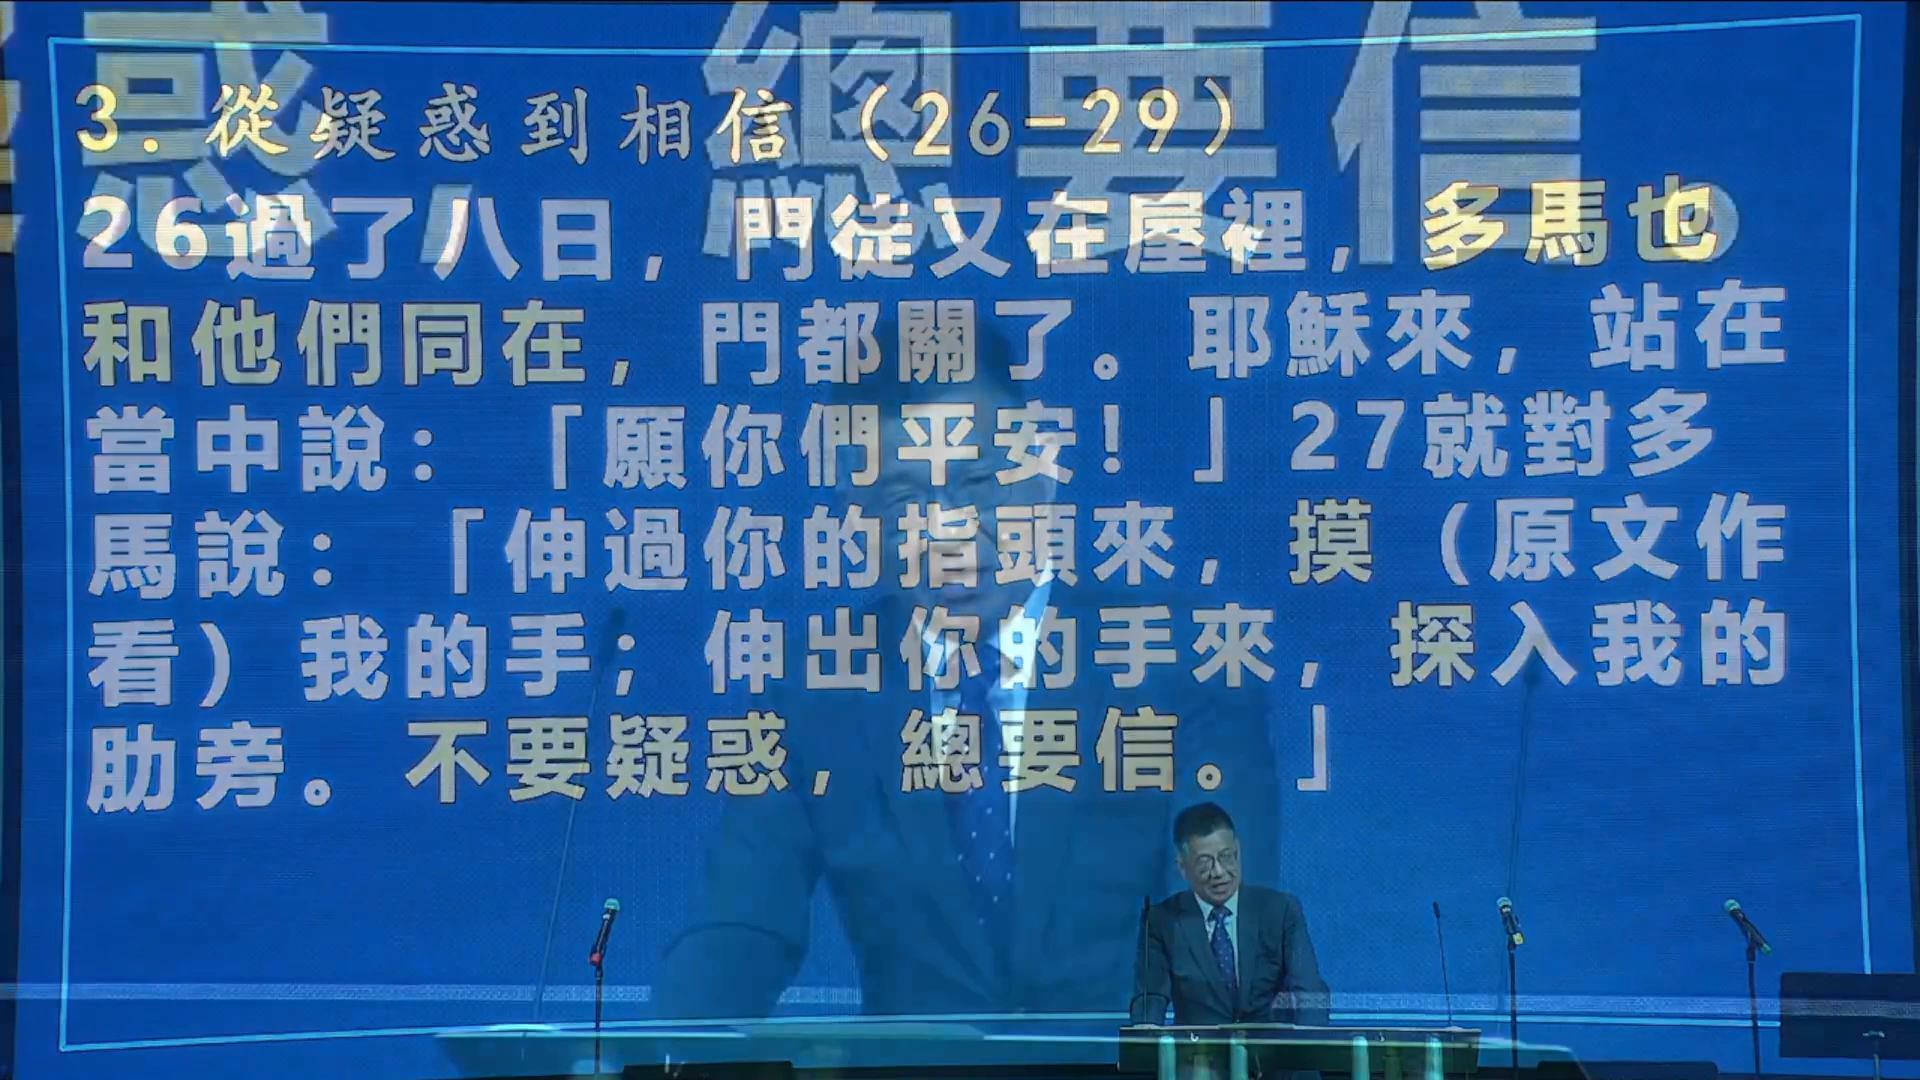 惑 總要信。
3. 從疑惑到相信（26-29）
26過了八日，門徒又在屋裡，多馬也
和他們同在，門都關了。耶穌來，站在
當中說：「願你們平安！」27就對多
馬說：「伸過你的指頭來，摸（原文作
看）我的手；伸出你的手來，探入我的
肋旁。不要疑惑，總要信。」